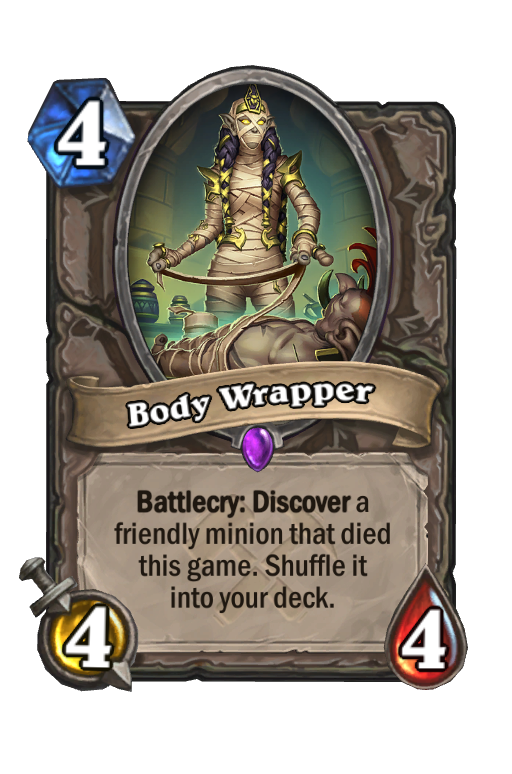 4
Body Wrapper
Battlecry: Discover a
friendly minion that died
this game. Shuffle it
into your deck.
4
4